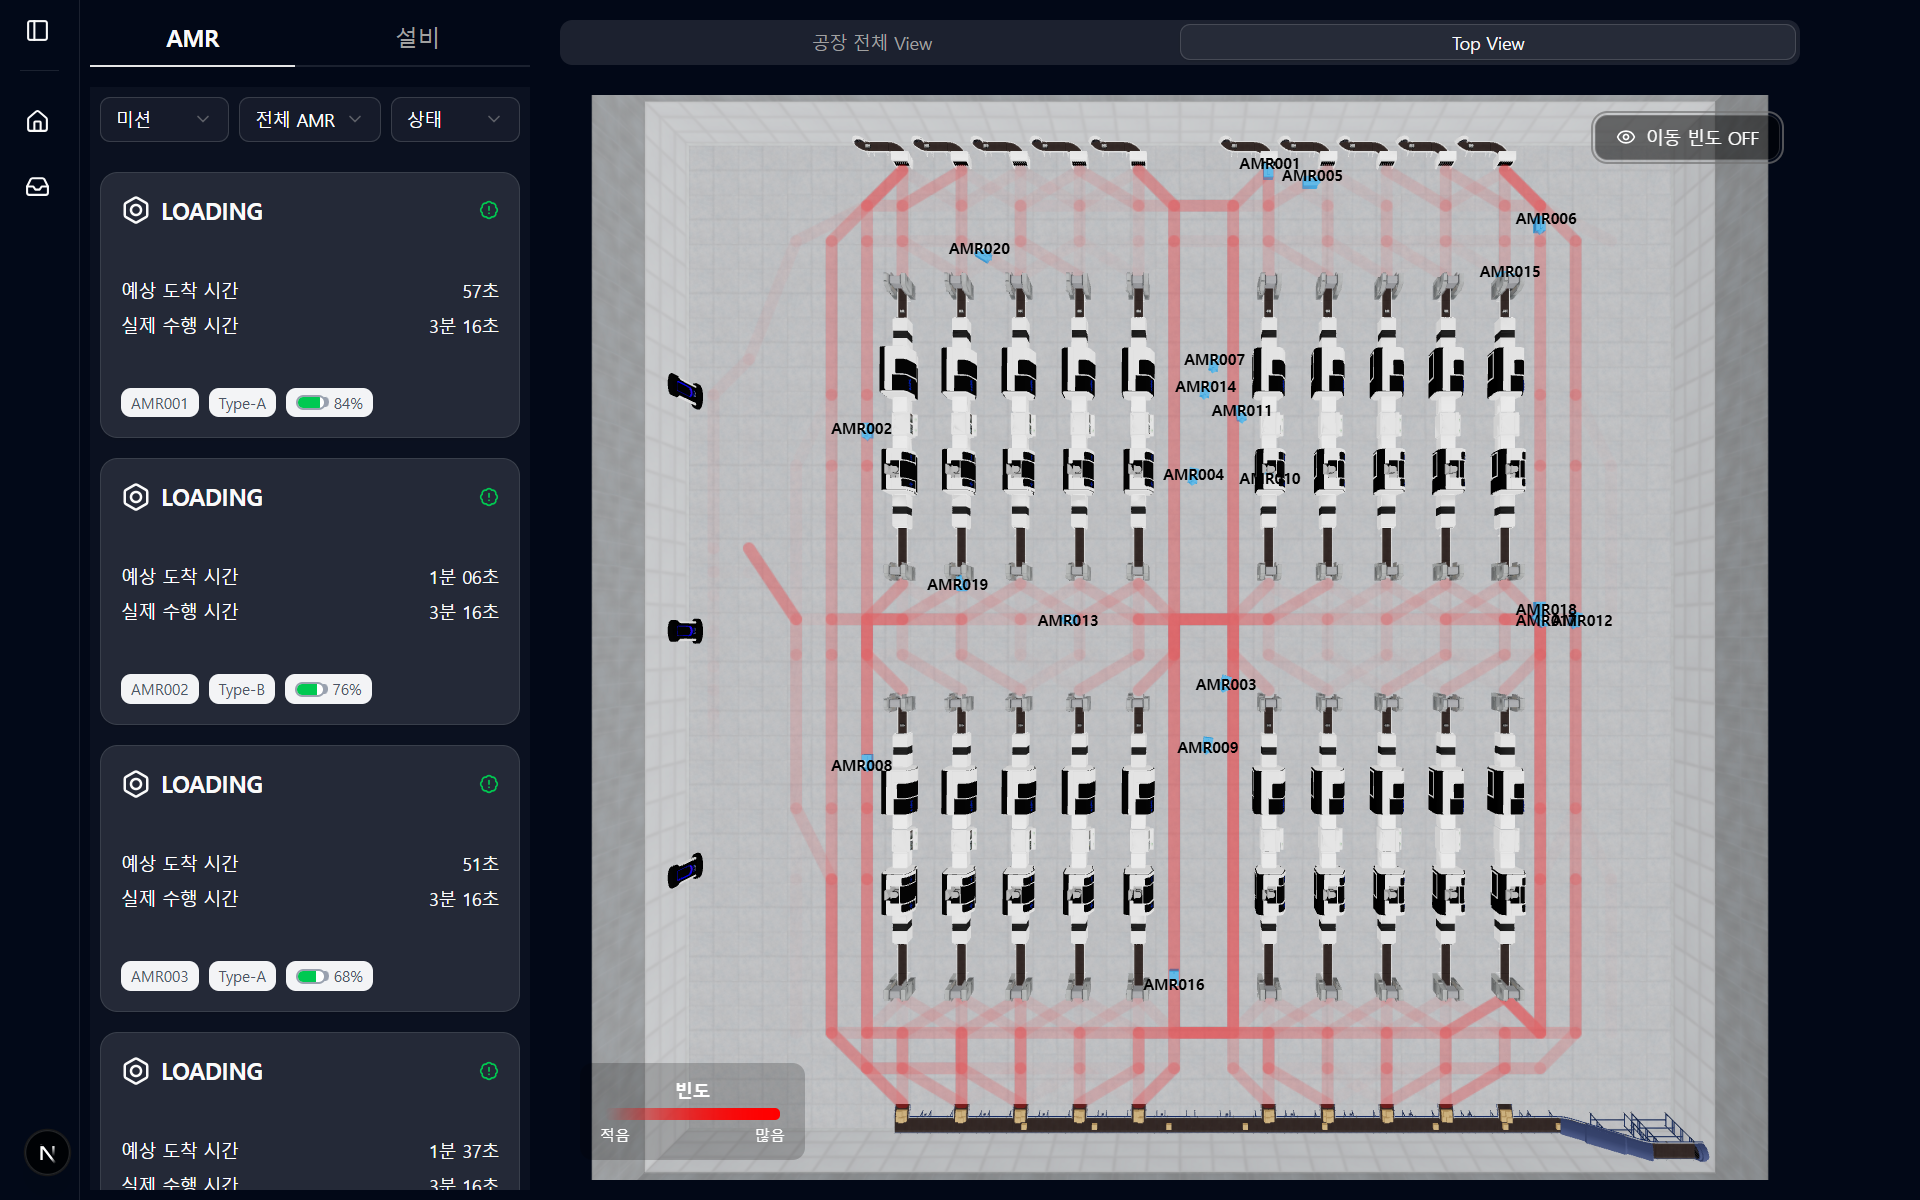 AMR
설비
공장 전체 View
Top View
미션
전체 AMR
상태
이동 빈도 OFF
LOADING
예상 도착 시간
57초
실제 수행 시간
3분 16초
AMR001
Type-A
84%
LOADING
예상 도착 시간
1분 06초
실제 수행 시간
3분 16초
AMR002
Type-B
76%
LOADING
예상 도착 시간
51초
실제 수행 시간
3분 16초
AMR003
Type-A
68%
LOADING
예상 도착 시간
1분 37초
실제 수행 시간
3분 16초
N
AMR001
AMR005
AMR006
AMR020
AMR015
AMR007
AMR014
AMR011
AMR002
AMR004
AMR010
AMR019
AMR018
AMR013
AMR012
AMR003
AMR009
AMR008
AMR016
빈도
적음
많음